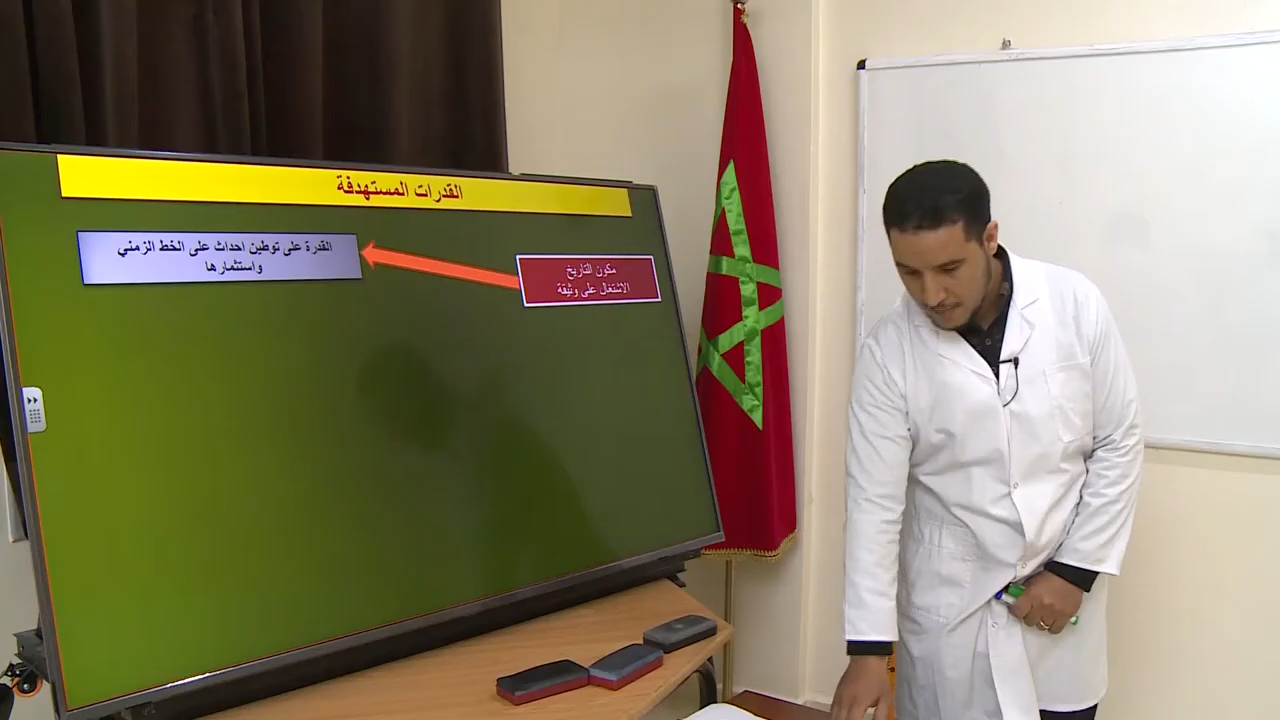 القدرات المستهدفة
مكون التاريخ
الاشتغال على وثيقة
القدرة على توطين احداث على الخط الزمني
واستثمارها